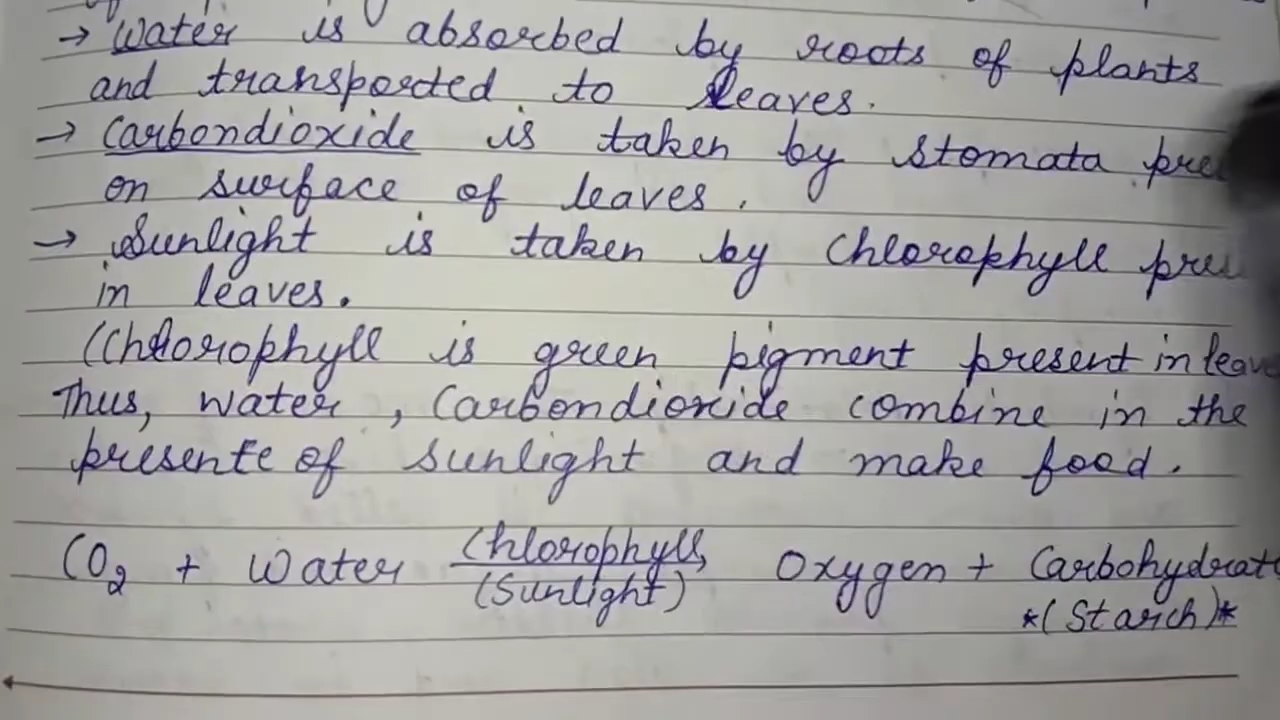 → Water is absorbed by roots of plants
and transported to leaves.
→ Carbondioxide is taken by stomata pre
on surface of leaves.
→ Sunlight is taken by Chlorophyll pre
in leaves.
(Chlorophyll is green pigment present in leav
Thus, water, Carbondioxide combine in the
presente of sunlight and make food.
CO₂ + Water Chlorophyll, Oxygen + Carbohydrat
(Sunlight) *(Starch)*